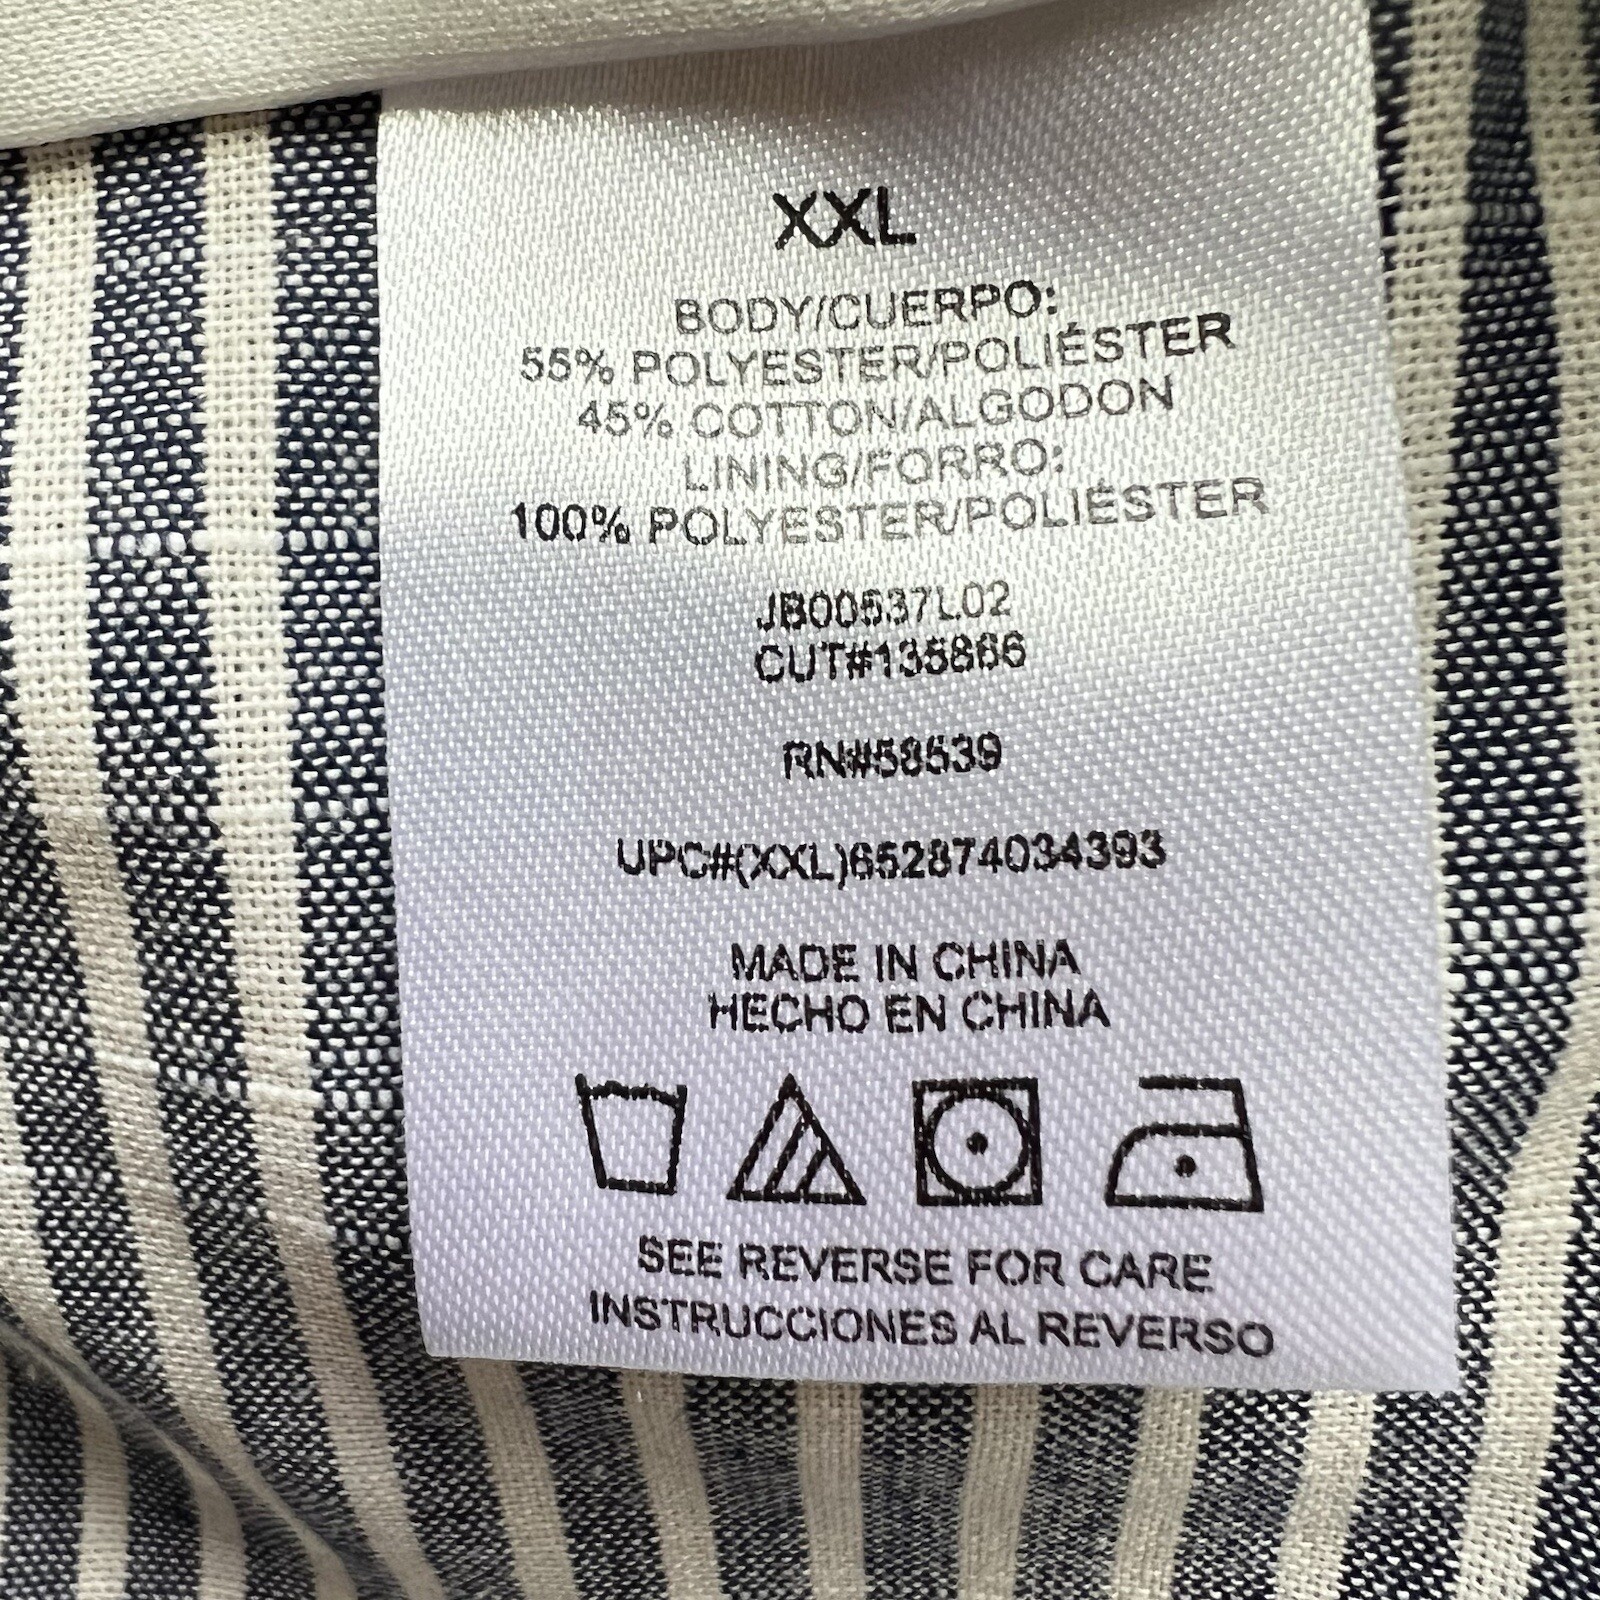 XXL
BODY/CUERPO:
55% POLYESTER/POLIÉSTER
45% COTTON/ALGODON
LINING/FORRO:
100% POLYESTER/POLIÉSTER
JB00537L02
CUT#135866
RN#58539
UPC#(XXL)652874034393
MADE IN CHINA
HECHO EN CHINA
SEE REVERSE FOR CARE
INSTRUCCIONES AL REVERSO